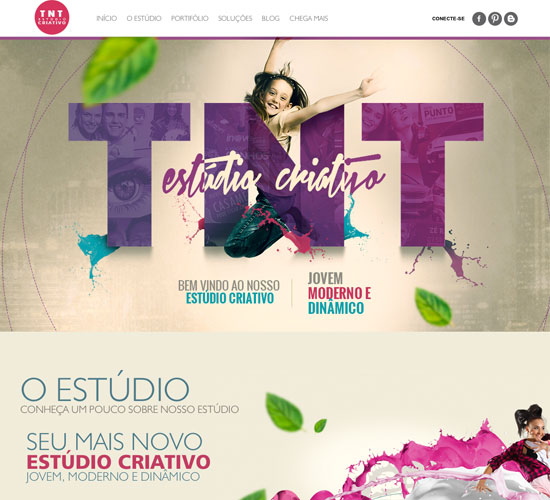 TNT
ESTÚDIO
CRIATIVO
INÍCIO O ESTÚDIO PORTIFÓLIO SOLUÇÕES BLOG CHEGA MAIS
CONECTE-SE
TNT
estúdio criativo
PUNTO
BEM VINDO AO NOSSO
ESTÚDIO CRIATIVO
JOVEM
MODERNO E
DINÂMICO
O ESTÚDIO
CONHEÇA UM POUCO SOBRE NOSSO ESTÚDIO
SEU MAIS NOVO
ESTÚDIO CRIATIVO
JOVEM, MODERNO E DINÂMICO